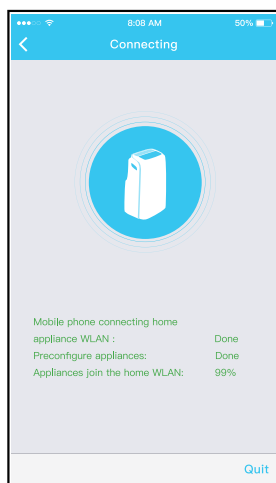 8:08 AM
50%
Connecting
Mobile phone connecting home
appliance WLAN : Done
Preconfigure appliances: Done
Appliances join the home WLAN: 99%
Quit